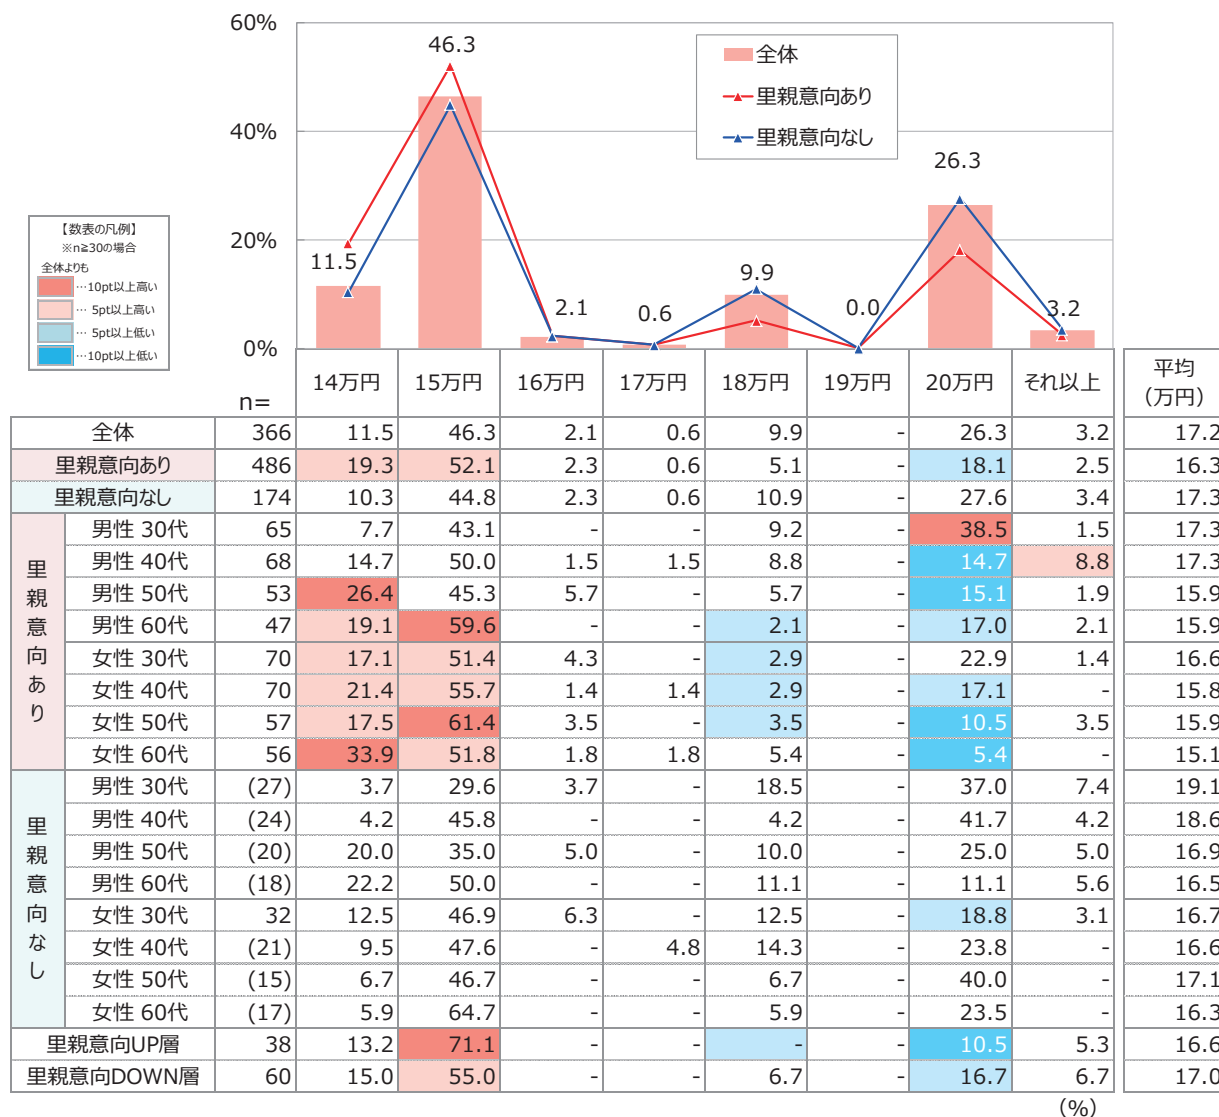 60%
40%
20%
0%
46.3
26.3
11.5
9.9
2.1
0.6
0.0
3.2
全体
里親意向あり
里親意向なし
【数表の凡例】
※n≧30の場合
全体よりも
…10pt以上高い
… 5pt以上高い
… 5pt以上低い
…10pt以上低い
n= 14万円 15万円 16万円 17万円 18万円 19万円 20万円 それ以上 平均（万円）
全体 366 11.5 46.3 2.1 0.6 9.9 - 26.3 3.2 17.2
里親意向あり 486 19.3 52.1 2.3 0.6 5.1 - 18.1 2.5 16.3
里親意向なし 174 10.3 44.8 2.3 0.6 10.9 - 27.6 3.4 17.3
里親意向あり
男性 30代 65 7.7 43.1 - - 9.2 - 38.5 1.5 17.3
男性 40代 68 14.7 50.0 1.5 1.5 8.8 - 14.7 8.8 17.3
男性 50代 53 26.4 45.3 5.7 - 5.7 - 15.1 1.9 15.9
男性 60代 47 19.1 59.6 - - 2.1 - 17.0 2.1 15.9
女性 30代 70 17.1 51.4 4.3 - 2.9 - 22.9 1.4 16.6
女性 40代 70 21.4 55.7 1.4 1.4 2.9 - 17.1 - 15.8
女性 50代 57 17.5 61.4 3.5 - 3.5 - 10.5 3.5 15.9
女性 60代 56 33.9 51.8 1.8 1.8 5.4 - 5.4 - 15.1
里親意向なし
男性 30代 (27) 3.7 29.6 3.7 - 18.5 - 37.0 7.4 19.1
男性 40代 (24) 4.2 45.8 - - 4.2 - 41.7 4.2 18.6
男性 50代 (20) 20.0 35.0 5.0 - 10.0 - 25.0 5.0 16.9
男性 60代 (18) 22.2 50.0 - - 11.1 - 11.1 5.6 16.5
女性 30代 32 12.5 46.9 6.3 - 12.5 - 18.8 3.1 16.7
女性 40代 (21) 9.5 47.6 - 4.8 14.3 - 23.8 - 16.6
女性 50代 (15) 6.7 46.7 - - 6.7 - 40.0 - 17.1
女性 60代 (17) 5.9 64.7 - - 5.9 - 23.5 - 16.3
里親意向UP層 38 13.2 71.1 - - - - 10.5 5.3 16.6
里親意向DOWN層 60 15.0 55.0 - - 6.7 - 16.7 6.7 17.0
(%)